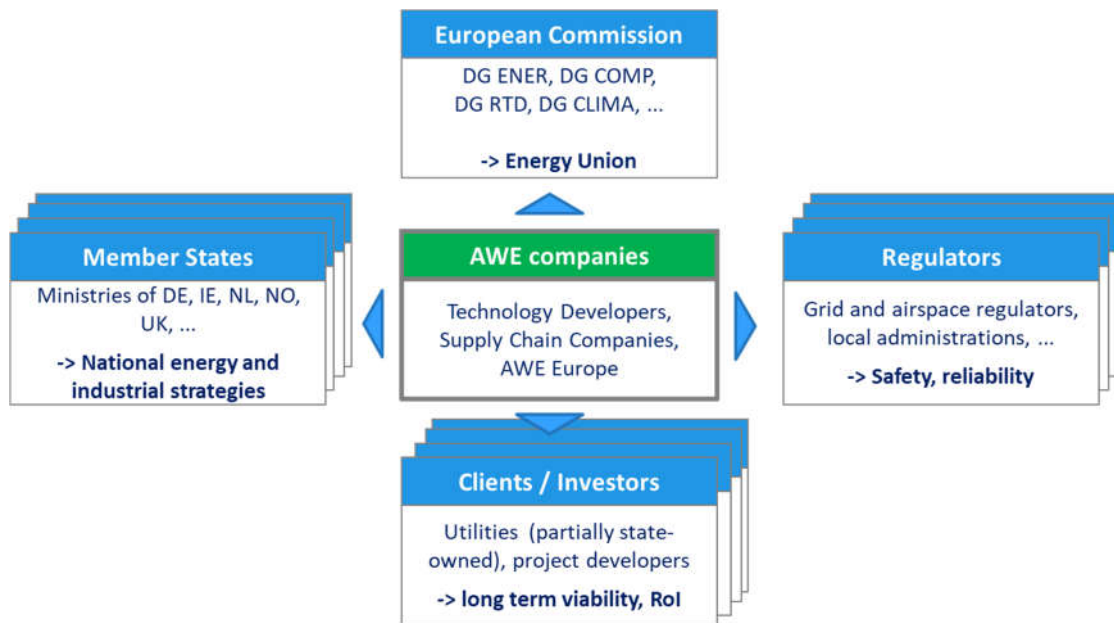 European Commission
DG ENER, DG COMP,
DG RTD, DG CLIMA, ...
-> Energy Union
Member States
Ministries of DE, IE, NL, NO,
UK, ...
-> National energy and
industrial strategies
AWE companies
Technology Developers,
Supply Chain Companies,
AWE Europe
Regulators
Grid and airspace regulators,
local administrations, ...
-> Safety, reliability
Clients / Investors
Utilities (partially state-
owned), project developers
-> long term viability, RoI